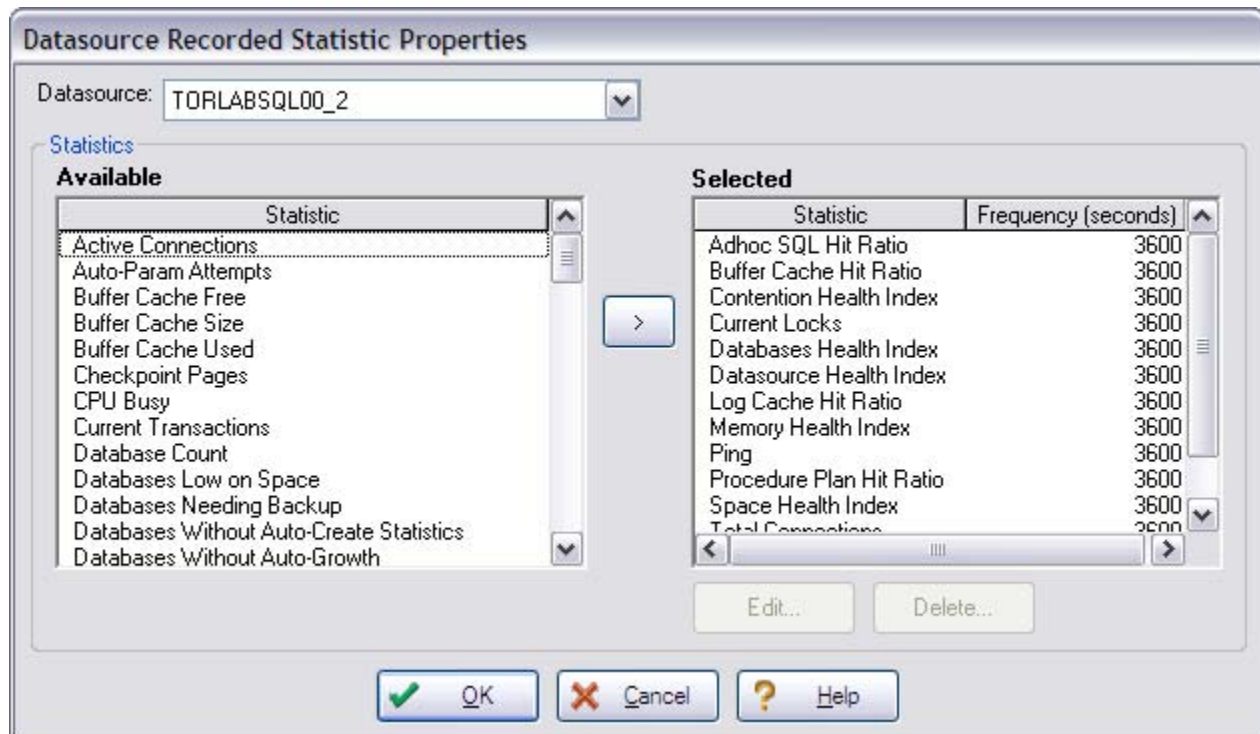 Datasource Recorded Statistic Properties
Datasource: TORLABSQL00_2
Statistics
Available
Statistic
Active Connections
Auto-Param Attempts
Buffer Cache Free
Buffer Cache Size
Buffer Cache Used
Checkpoint Pages
CPU Busy
Current Transactions
Database Count
Databases Low on Space
Databases Needing Backup
Databases Without Auto-Create Statistics
Databases Without Auto-Growth
>
Selected
Statistic Frequency (seconds)
Adhoc SQL Hit Ratio 3600
Buffer Cache Hit Ratio 3600
Contention Health Index 3600
Current Locks 3600
Databases Health Index 3600
Datasource Health Index 3600
Log Cache Hit Ratio 3600
Memory Health Index 3600
Ping 3600
Procedure Plan Hit Ratio 3600
Space Health Index 3600
Total Connections 3600
Edit... Delete...
OK Cancel Help